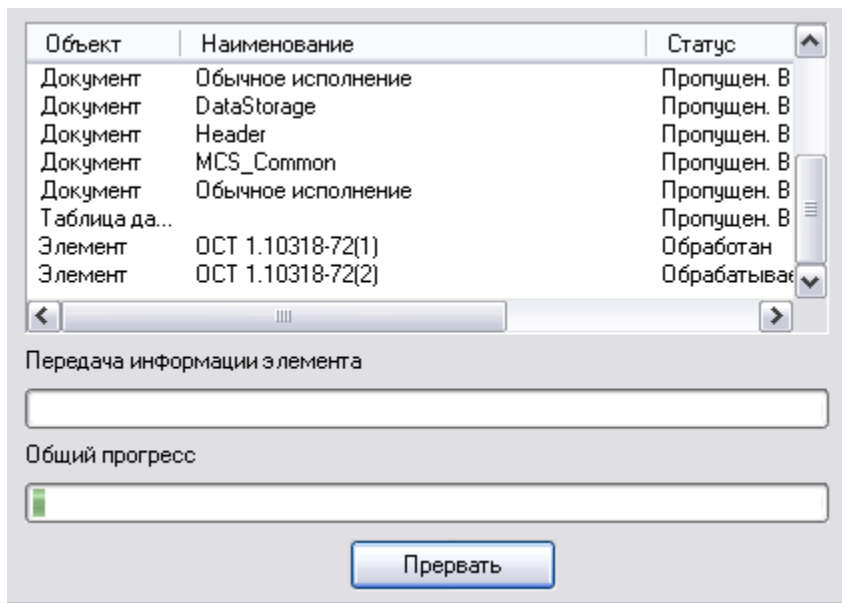 Объект Наименование Статус
Документ Обычное исполнение Пропущен. В
Документ DataStorage Пропущен. В
Документ Header Пропущен. В
Документ MCS_Common Пропущен. В
Документ Обычное исполнение Пропущен. В
Таблица да... Пропущен. В
Элемент ОСТ 1.10318-72(1) Обработан
Элемент ОСТ 1.10318-72(2) Обрабатывае
Передача информации элемента
Общий прогресс
Прервать